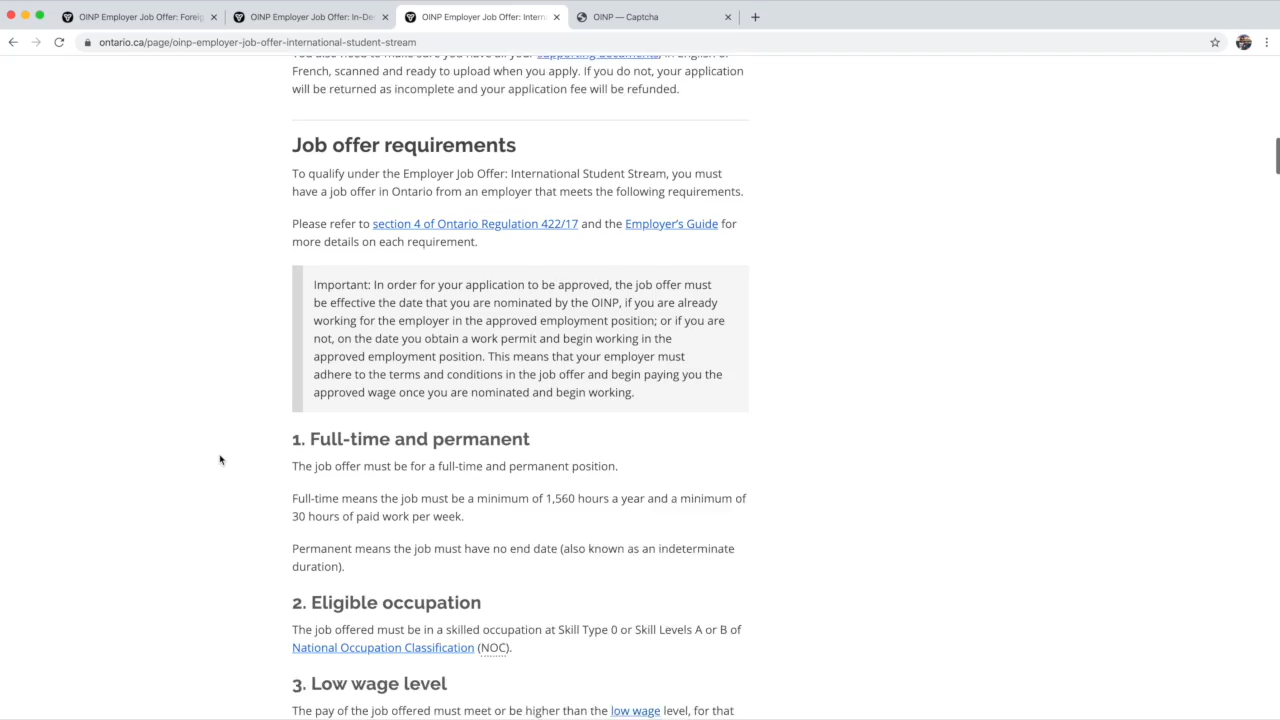 OINP Employer Job Offer: Foreig
OINP Employer Job Offer: In-De
OINP Employer Job Offer: Intern
OINP — Captcha
ontario.ca/page/oinp-employer-job-offer-international-student-stream
French, scanned and ready to upload when you apply. If you do not, your application
will be returned as incomplete and your application fee will be refunded.
Job offer requirements
To qualify under the Employer Job Offer: International Student Stream, you must
have a job offer in Ontario from an employer that meets the following requirements.
Please refer to section 4 of Ontario Regulation 422/17 and the Employer’s Guide for
more details on each requirement.
Important: In order for your application to be approved, the job offer must
be effective the date that you are nominated by the OINP, if you are already
working for the employer in the approved employment position; or if you are
not, on the date you obtain a work permit and begin working in the
approved employment position. This means that your employer must
adhere to the terms and conditions in the job offer and begin paying you the
approved wage once you are nominated and begin working.
1. Full-time and permanent
The job offer must be for a full-time and permanent position.
Full-time means the job must be a minimum of 1,560 hours a year and a minimum of
30 hours of paid work per week.
Permanent means the job must have no end date (also known as an indeterminate
duration).
2. Eligible occupation
The job offered must be in a skilled occupation at Skill Type 0 or Skill Levels A or B of
National Occupation Classification (NOC).
3. Low wage level
The pay of the job offered must meet or be higher than the low wage level, for that